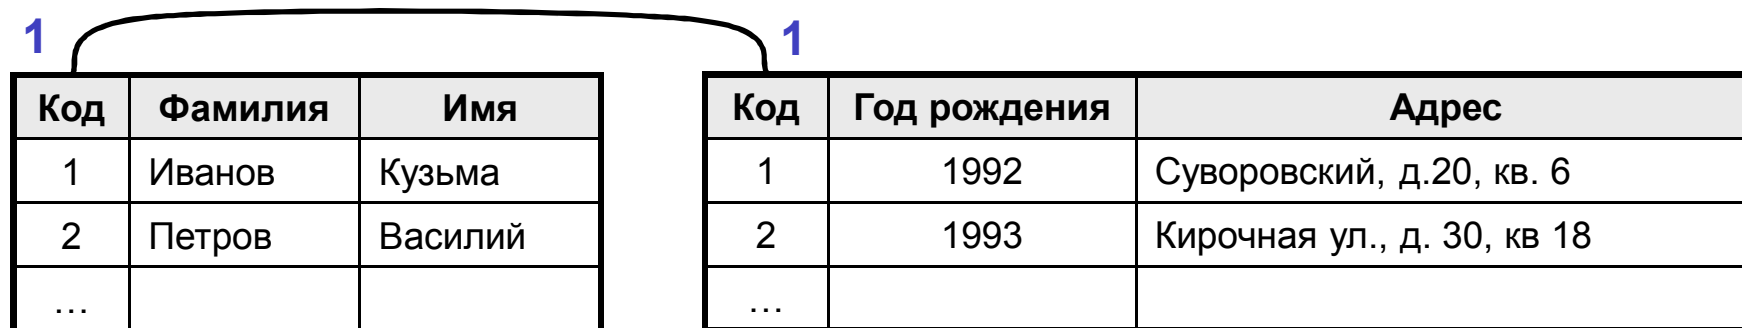 1 1
Код Фамилия Имя Код Год рождения Адрес
1 Иванов Кузьма 1 1992 Суворовский, д.20, кв. 6
2 Петров Василий 2 1993 Кирочная ул., д. 30, кв 18
… …